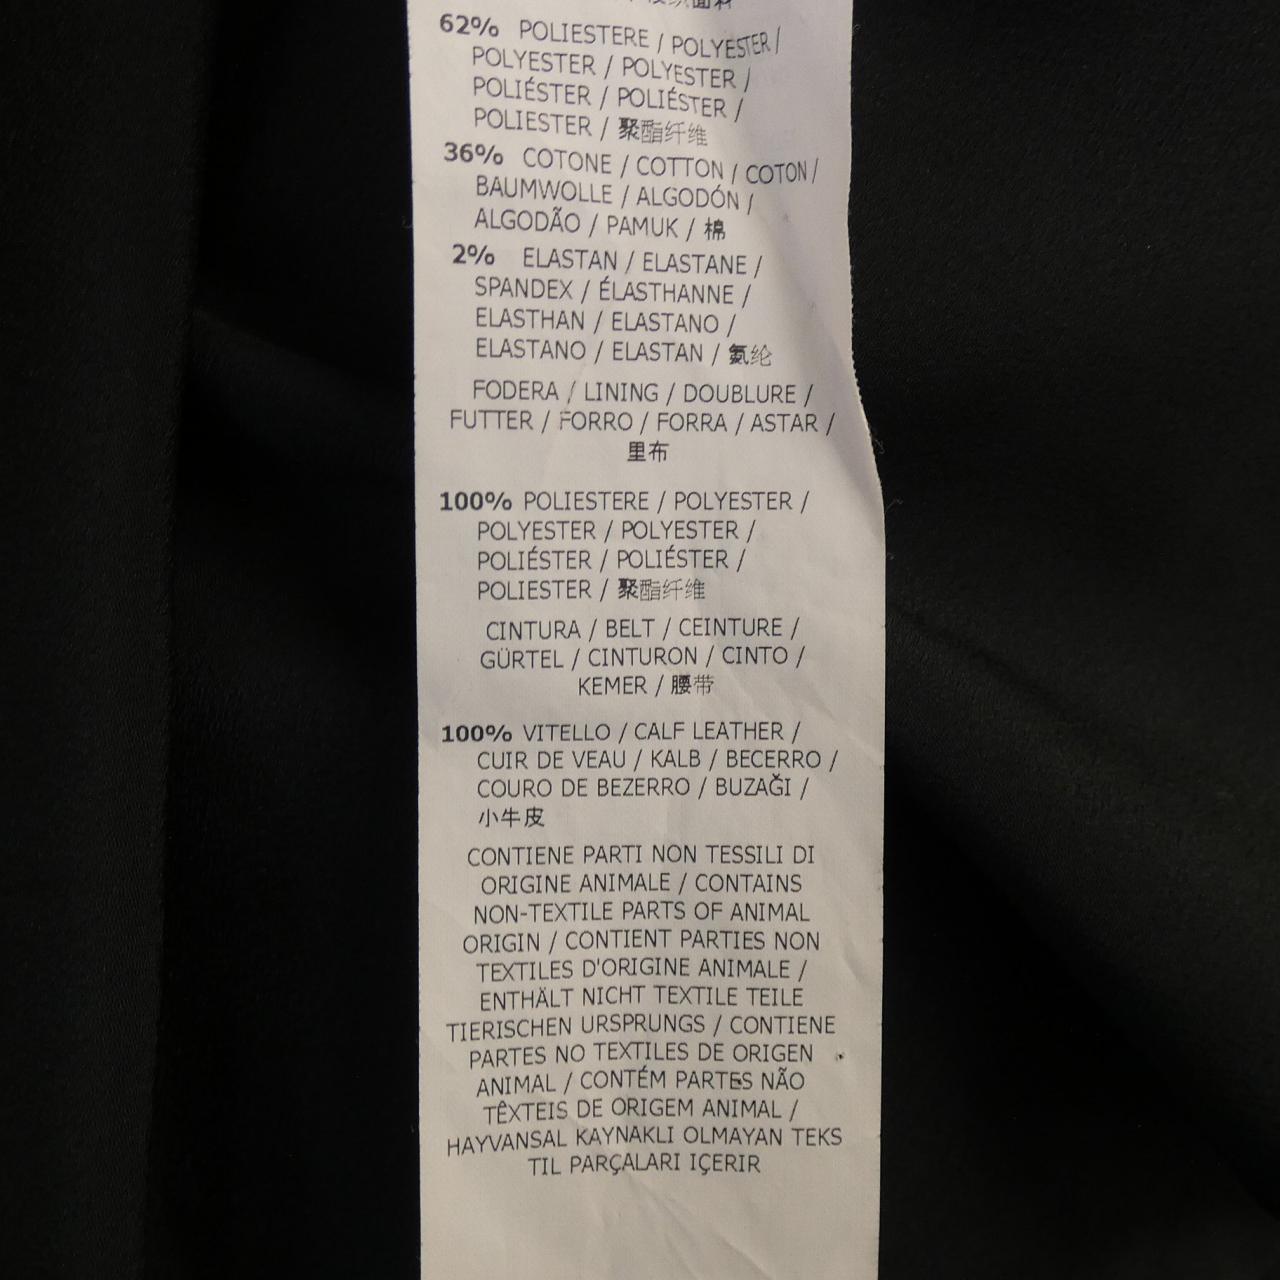 面料
62% POLIESTERE / POLYESTER /
POLYESTER / POLYESTER /
POLIÉSTER / POLIÉSTER /
POLIESTER / 聚酯纤维
36% COTONE / COTTON / COTON /
BAUMWOLLE / ALGODÓN /
ALGODÃO / PAMUK / 棉
2% ELASTAN / ELASTANE /
SPANDEX / ÉLASTHANNE /
ELASTHAN / ELASTANO /
ELASTANO / ELASTAN / 氨纶
FODERA / LINING / DOUBLURE /
FUTTER / FORRO / FORRA / ASTAR /
里布
100% POLIESTERE / POLYESTER /
POLYESTER / POLYESTER /
POLIÉSTER / POLIÉSTER /
POLIESTER / 聚酯纤维
CINTURA / BELT / CEINTURE /
GÜRTEL / CINTURON / CINTO /
KEMER / 腰带
100% VITELLO / CALF LEATHER /
CUIR DE VEAU / KALB / BECERRO /
COURO DE BEZERRO / BUZAĞI /
小牛皮
CONTIENE PARTI NON TESSILI DI
ORIGINE ANIMALE / CONTAINS
NON-TEXTILE PARTS OF ANIMAL
ORIGIN / CONTIENT PARTIES NON
TEXTILES D'ORIGINE ANIMALE /
ENTHÄLT NICHT TEXTILE TEILE
TIERISCHEN URSPRUNGS / CONTIENE
PARTES NO TEXTILES DE ORIGEN
ANIMAL / CONTÉM PARTES NÃO
TÊXTEIS DE ORIGEM ANIMAL /
HAYVANSAL KAYNAKLI OLMAYAN TEKS
TIL PARÇALARI IÇERIR